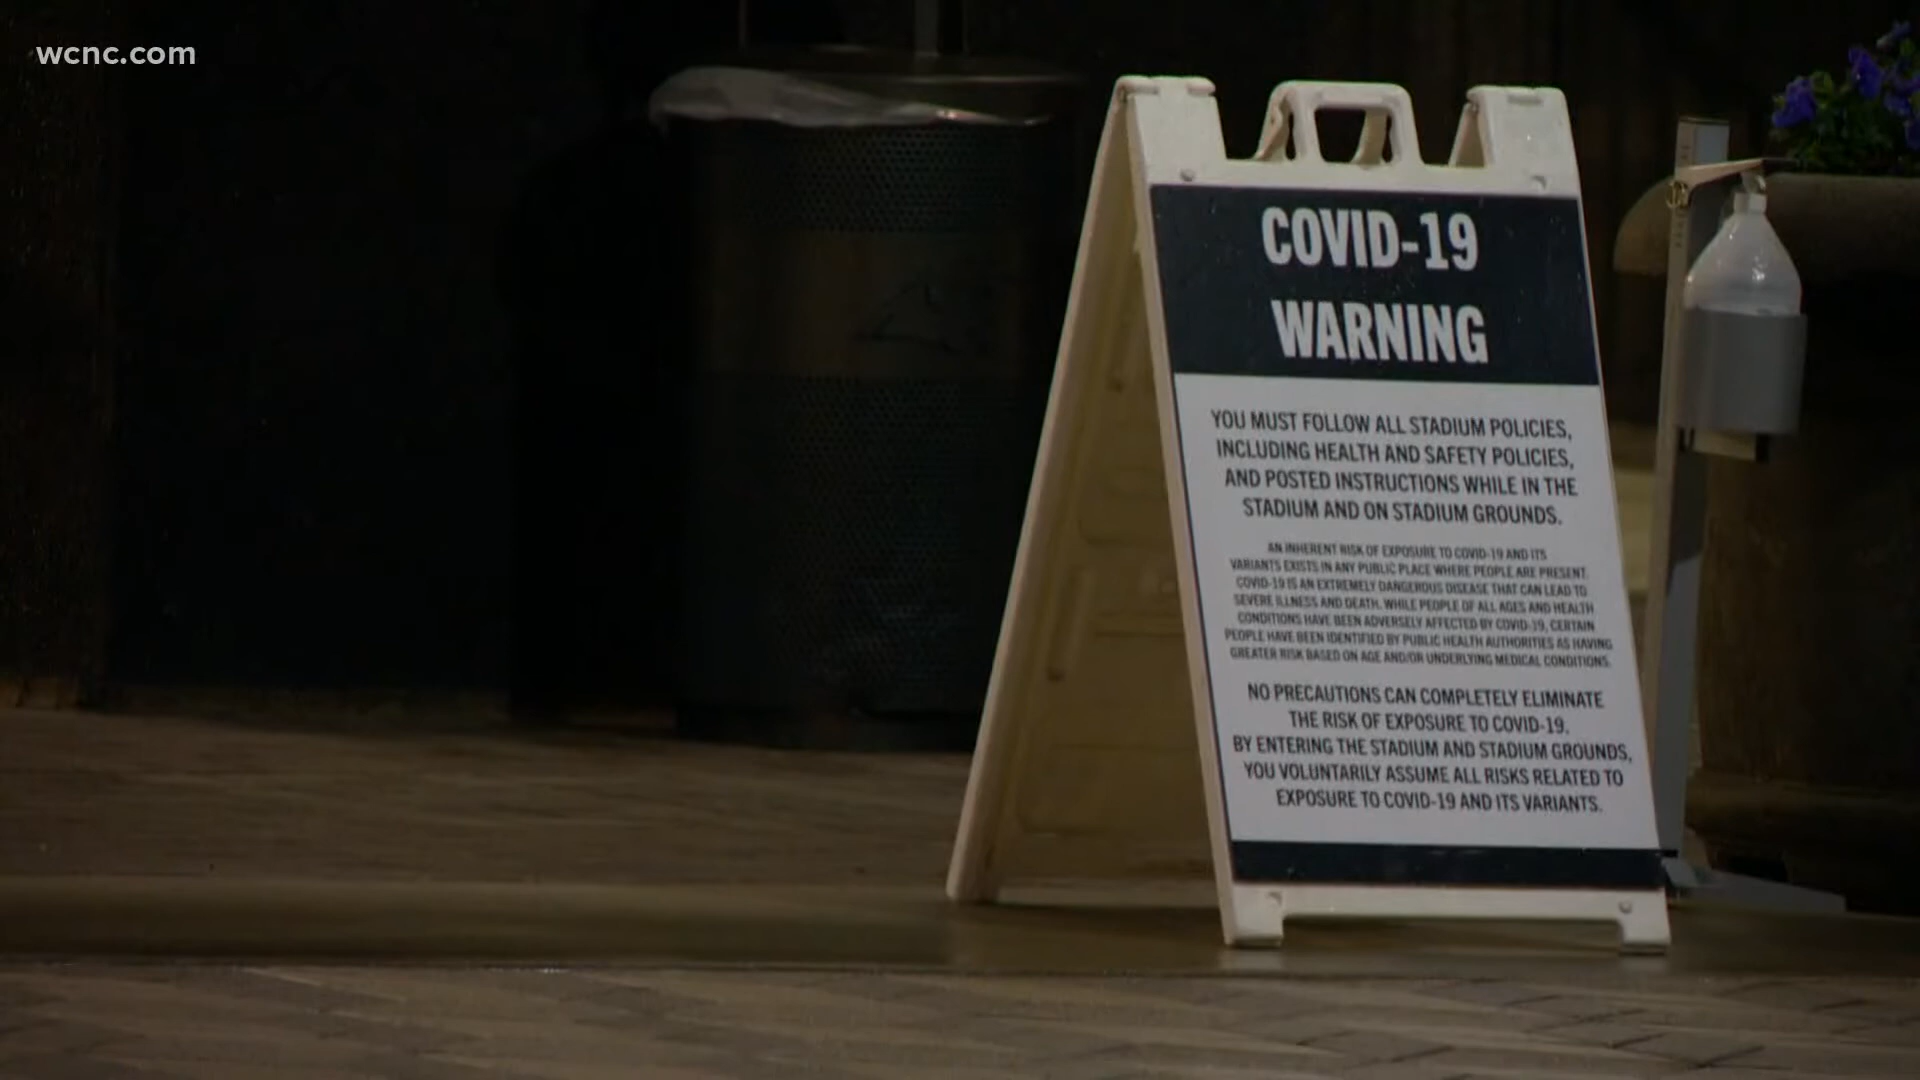 wcnc.com
COVID-19
WARNING
YOU MUST FOLLOW ALL STADIUM POLICIES,
INCLUDING HEALTH AND SAFETY POLICIES,
AND POSTED INSTRUCTIONS WHILE IN THE
STADIUM AND ON STADIUM GROUNDS.
AN INHERENT RISK OF EXPOSURE TO COVID-19 AND ITS
VARIANTS EXISTS IN ANY PUBLIC PLACE WHERE PEOPLE ARE PRESENT.
COVID-19 IS AN EXTREMELY DANGEROUS DISEASE THAT CAN LEAD TO
SEVERE ILLNESS AND DEATH. WHILE PEOPLE OF ALL AGES AND HEALTH
CONDITIONS HAVE BEEN ADVERSELY AFFECTED BY COVID-19, CERTAIN
PEOPLE HAVE BEEN IDENTIFIED BY PUBLIC HEALTH AUTHORITIES AS HAVING
GREATER RISK BASED ON AGE AND/OR UNDERLYING MEDICAL CONDITIONS.
NO PRECAUTIONS CAN COMPLETELY ELIMINATE
THE RISK OF EXPOSURE TO COVID-19.
BY ENTERING THE STADIUM AND STADIUM GROUNDS,
YOU VOLUNTARILY ASSUME ALL RISKS RELATED TO
EXPOSURE TO COVID-19 AND ITS VARIANTS.